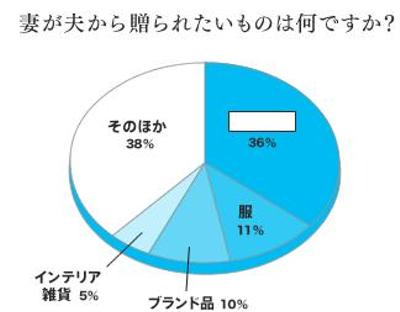 妻が夫から贈られたいものは何ですか?
そのほか
38%
36%
服
11%
インテリア
雑貨 5%
ブランド品 10%